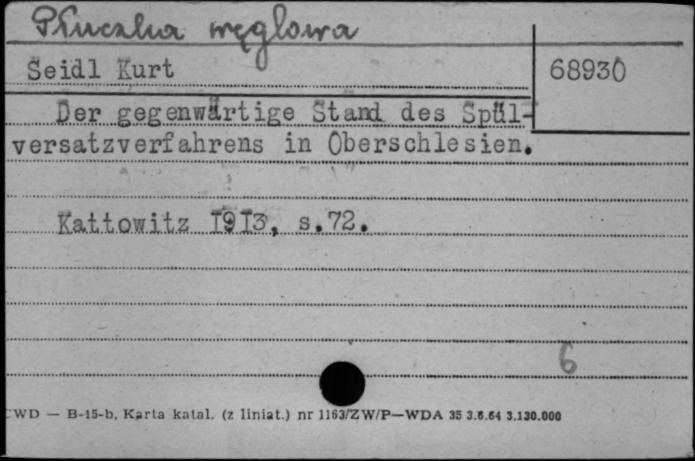 Płuczka węglowa
Seidl Kurt
68930
Der gegenwärtige Stand des Spül-
versatzverfahrens in Oberschlesien.
Kattowitz 1913, s.72.
6
CWD — B-15-b, Karta katal. (z liniat.) nr 1163/ZW/P—WDA 35 3.6.64 3.130.000